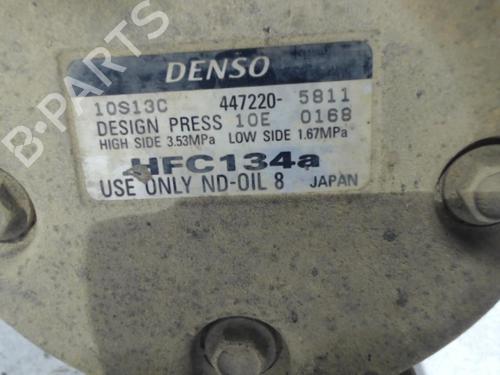 DENSO
10S13C 447220- 5811
DESIGN PRESS 10E 0168
HIGH SIDE 3.53MPa LOW SIDE 1.67MPa
HFC134a
USE ONLY ND-OIL 8 JAPAN
B-PARTS